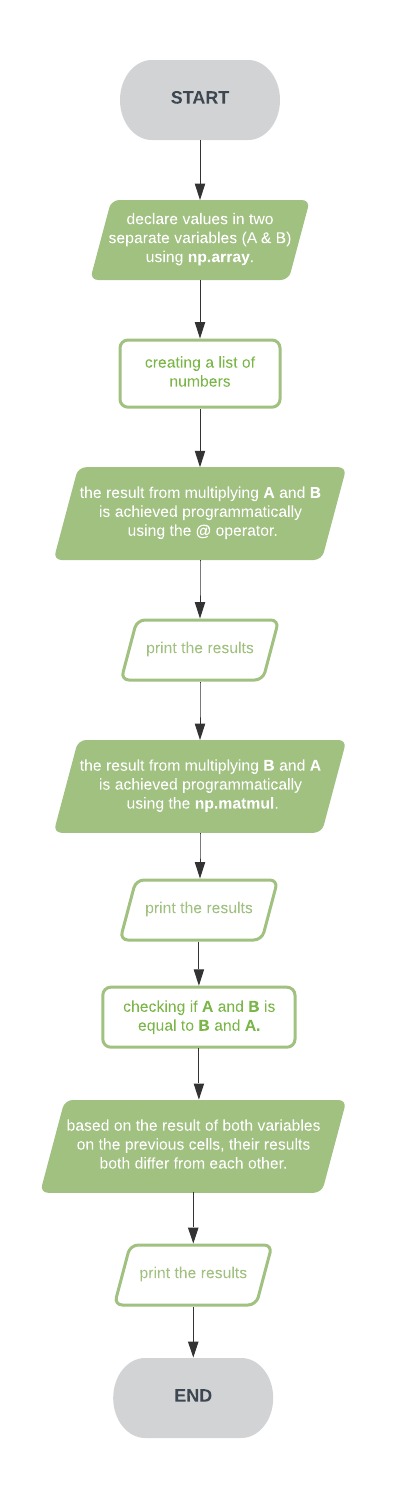 START
declare values in two
separate variables (A & B)
using np.array.
creating a list of
numbers
the result from multiplying A and B
is achieved programmatically
using the @ operator.
print the results
the result from multiplying B and A
is achieved programmatically
using the np.matmul.
print the results
checking if A and B is
equal to B and A.
based on the result of both variables
on the previous cells, their results
both differ from each other.
print the results
END